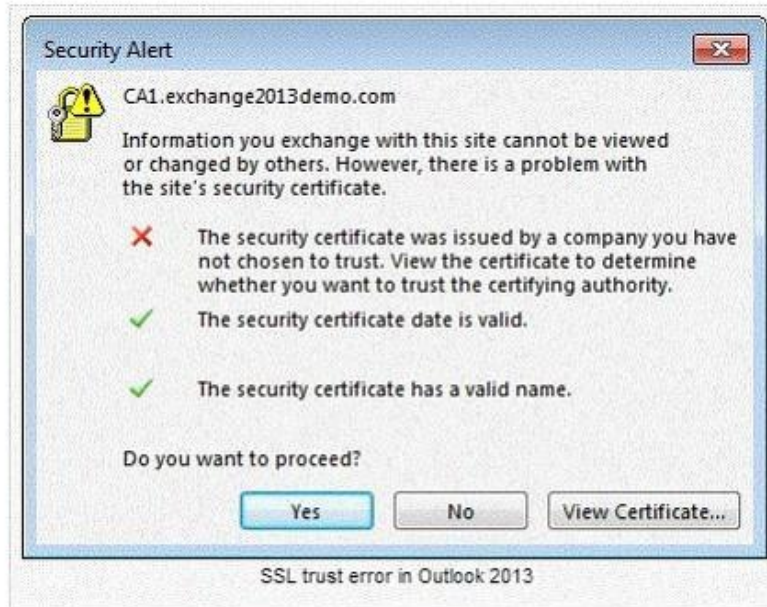 Security Alert
CA1.exchange2013demo.com
Information you exchange with this site cannot be viewed
or changed by others. However, there is a problem with
the site's security certificate.
The security certificate was issued by a company you have
not chosen to trust. View the certificate to determine
whether you want to trust the certifying authority.
The security certificate date is valid.
The security certificate has a valid name.
Do you want to proceed?
Yes No View Certificate...
SSL trust error in Outlook 2013